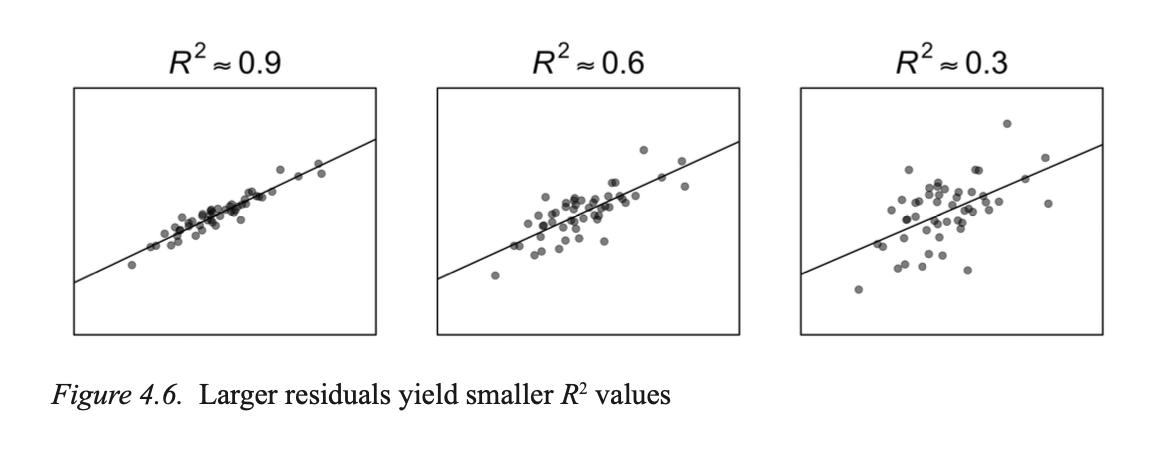 R² ≈ 0.9
R² ≈ 0.6
R² ≈ 0.3
Figure 4.6. Larger residuals yield smaller R² values